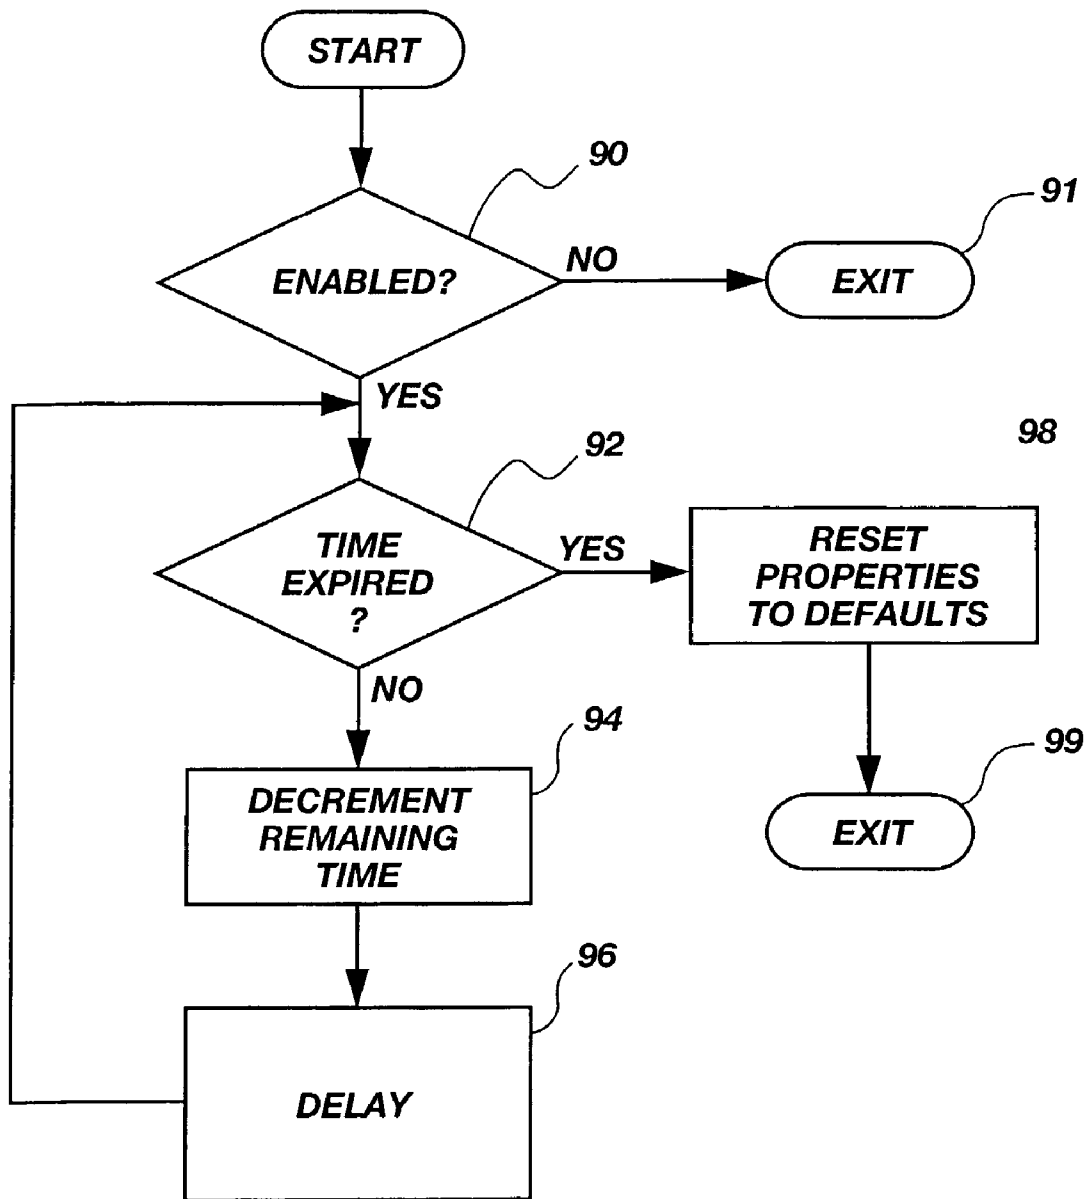 START
90
91
ENABLED?
NO
EXIT
YES
92
98
TIME
EXPIRED
?
YES
RESET
PROPERTIES
TO DEFAULTS
NO
94
99
DECREMENT
REMAINING
TIME
EXIT
96
DELAY